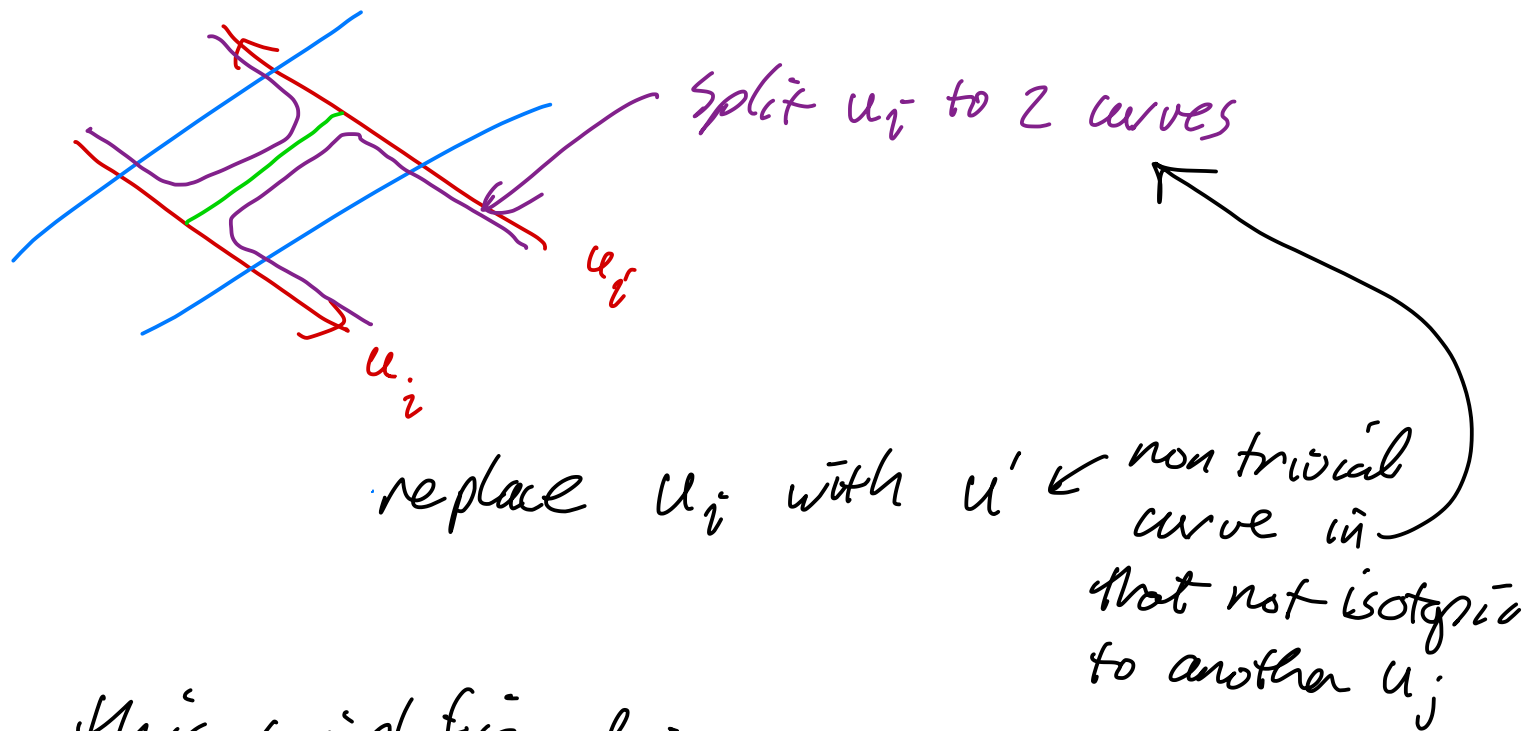 split u_i to 2 curves
u_i
u_i
replace u_i with u' non trivial
curve in
that not isotopic
to another u_j